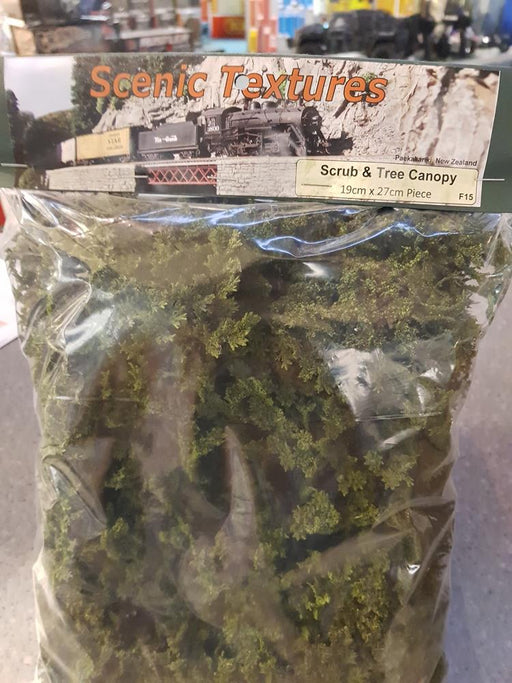 Scenic Textures
Paekakariki, New Zealand
Scrub & Tree Canopy
19cm x 27cm Piece
F15